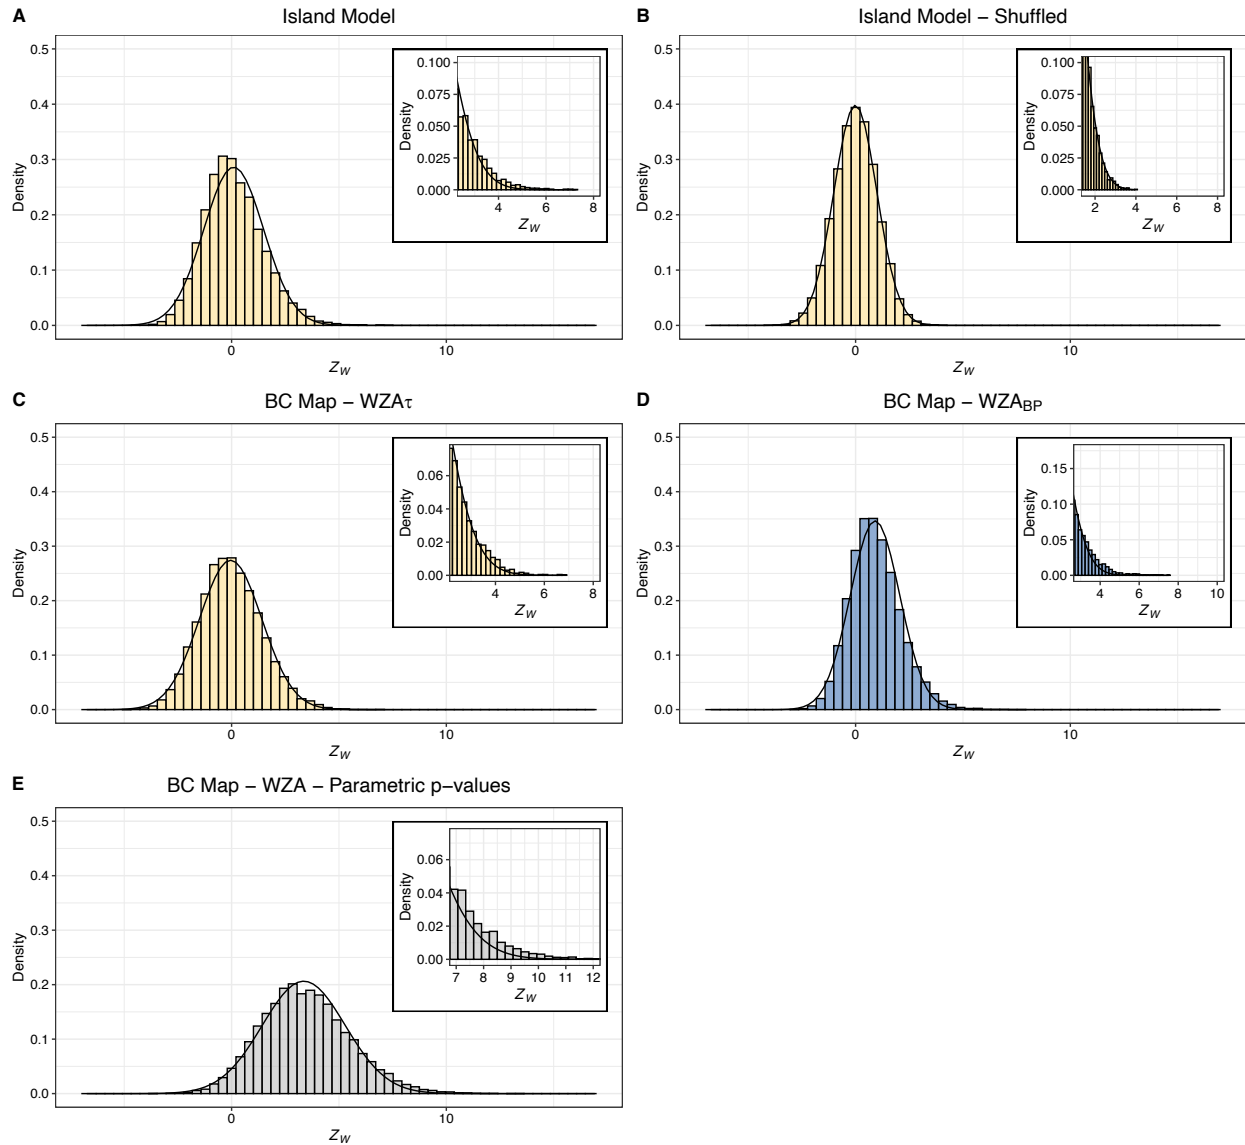 A
Island Model
0.5
0.4
0.3
0.2
0.1
0.0
Density
0
10
Z_W
0.100
0.075
0.050
0.025
0.000
Density
4
6
8
Z_W
B
Island Model – Shuffled
0.5
0.4
0.3
0.2
0.1
0.0
Density
0
10
Z_W
0.100
0.075
0.050
0.025
0.000
Density
2
4
6
8
Z_W
C
BC Map – WZAτ
0.5
0.4
0.3
0.2
0.1
0.0
Density
0
10
Z_W
0.06
0.04
0.02
0.00
Density
4
6
8
Z_W
D
BC Map – WZA_BP
0.5
0.4
0.3
0.2
0.1
0.0
Density
0
10
Z_W
0.15
0.10
0.05
0.00
Density
4
6
8
10
Z_W
E
BC Map – WZA – Parametric p–values
0.5
0.4
0.3
0.2
0.1
0.0
Density
0
10
Z_W
0.06
0.04
0.02
0.00
Density
7
8
9
10
11
12
Z_W